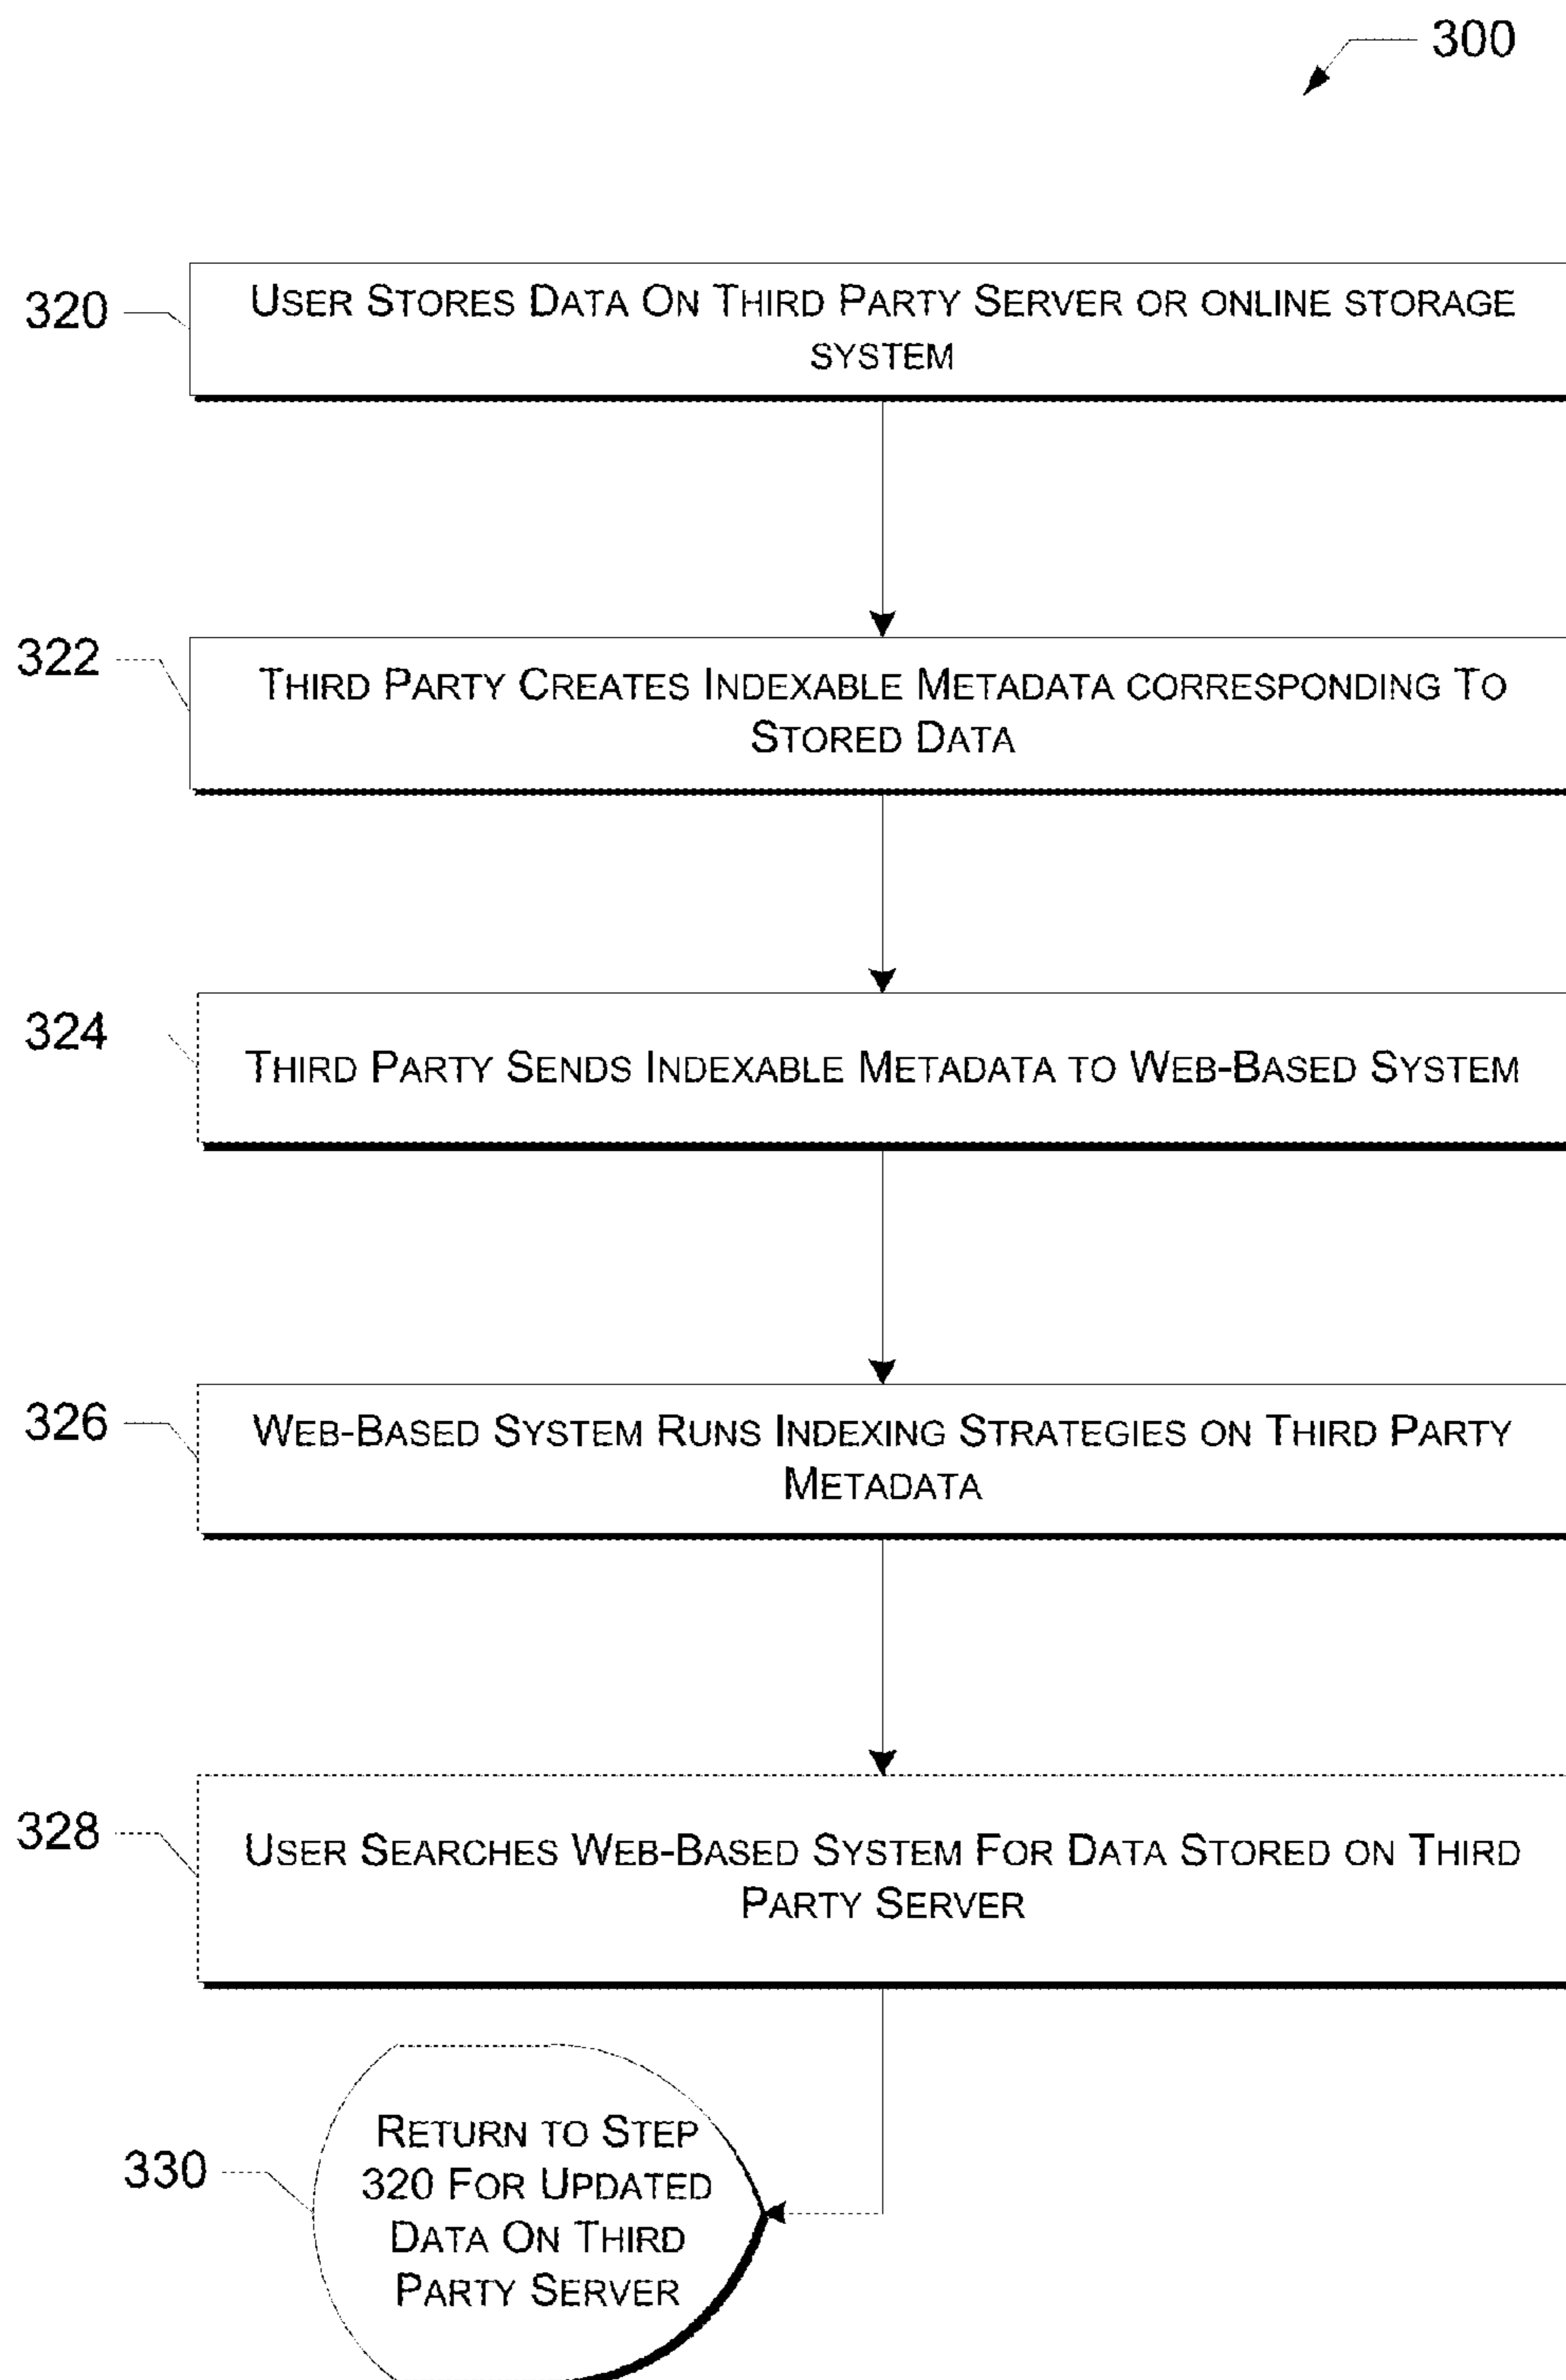 300
320
USER STORES DATA ON THIRD PARTY SERVER OR ONLINE STORAGE
SYSTEM
322
THIRD PARTY CREATES INDEXABLE METADATA CORRESPONDING TO
STORED DATA
324
THIRD PARTY SENDS INDEXABLE METADATA TO WEB-BASED SYSTEM
326
WEB-BASED SYSTEM RUNS INDEXING STRATEGIES ON THIRD PARTY
METADATA
328
USER SEARCHES WEB-BASED SYSTEM FOR DATA STORED ON THIRD
PARTY SERVER
330
RETURN TO STEP
320 FOR UPDATED
DATA ON THIRD
PARTY SERVER